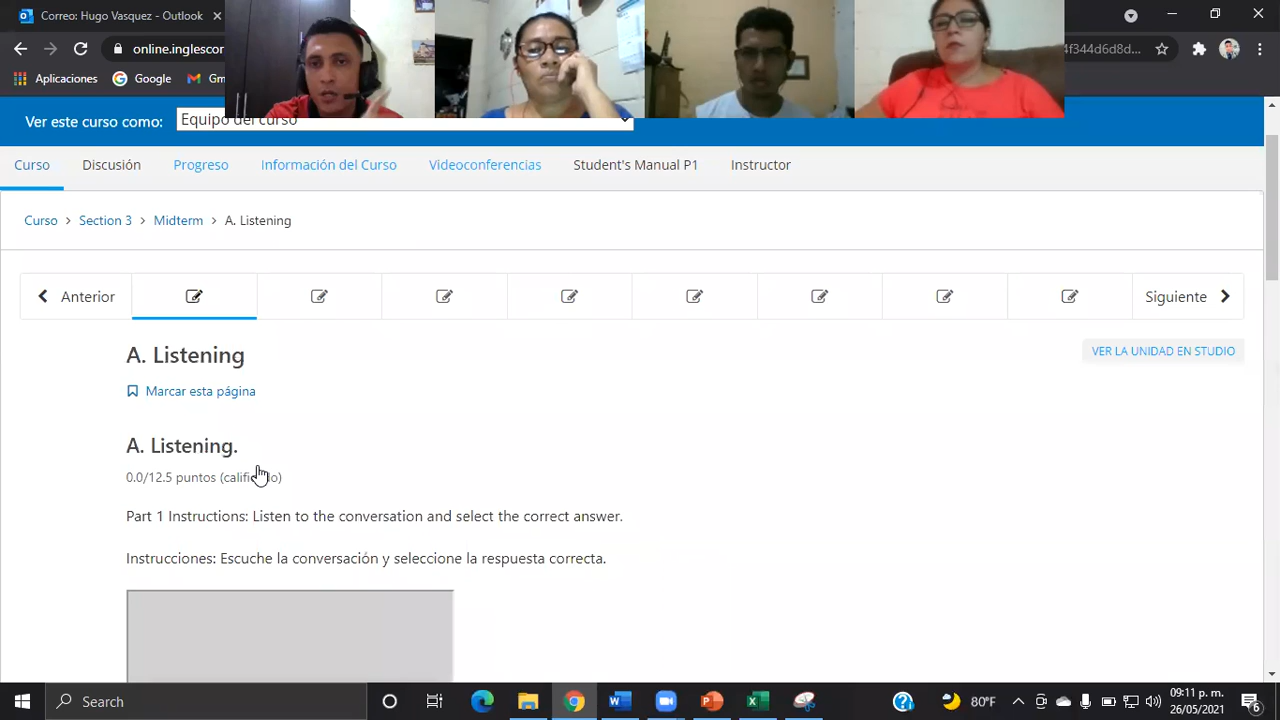 Correo: Hugo Vasquez - Outlook
online.inglescor
f344d6d8d...
Aplicaciones
Google
Gm
Ver este curso como:
Equipo del curso
Curso
Discusión
Progreso
Información del Curso
Videoconferencias
Student's Manual P1
Instructor
Curso > Section 3 > Midterm > A. Listening
Anterior
Siguiente
A. Listening
VER LA UNIDAD EN STUDIO
Marcar esta página
A. Listening.
0.0/12.5 puntos (calificado)
Part 1 Instructions: Listen to the conversation and select the correct answer.
Instrucciones: Escuche la conversación y seleccione la respuesta correcta.
Search
80°F
09:11 p. m.
26/05/2021
6